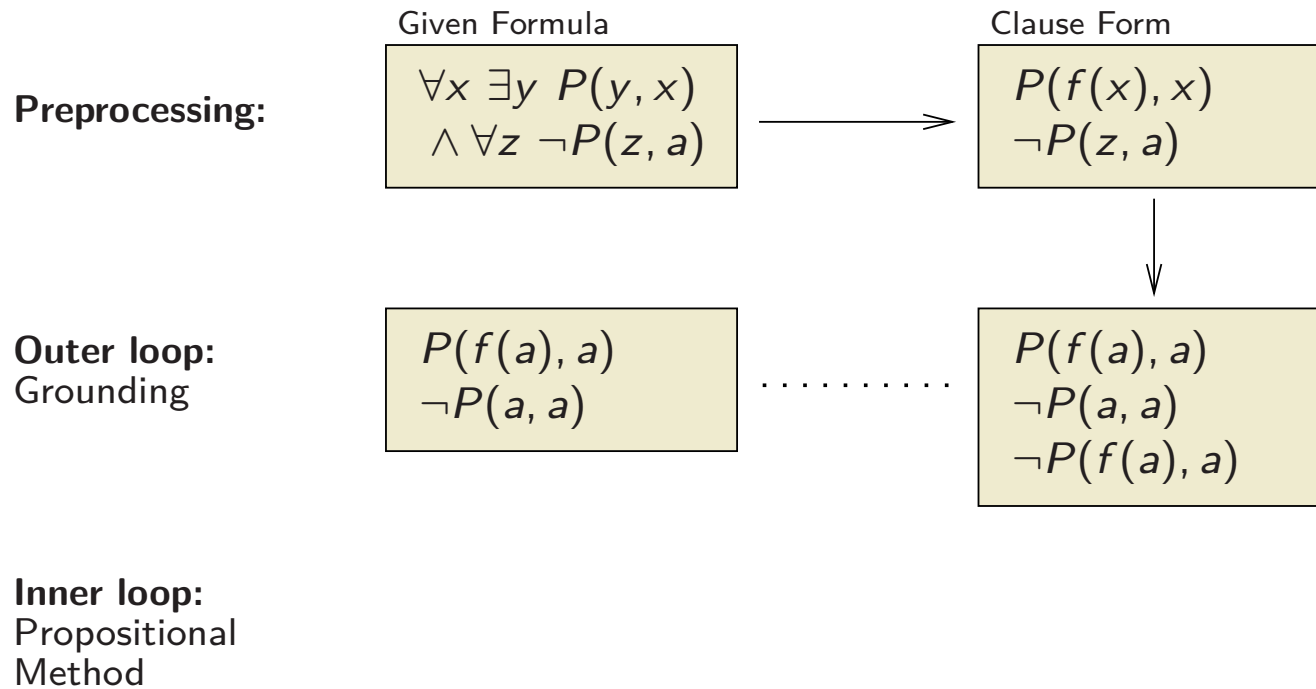 Given Formula
Clause Form
Preprocessing:
∀x ∃y P(y, x)
∧ ∀z ¬P(z, a)
P(f(x), x)
¬P(z, a)
Outer loop:
Grounding
P(f(a), a)
¬P(a, a)
..........
P(f(a), a)
¬P(a, a)
¬P(f(a), a)
Inner loop:
Propositional
Method